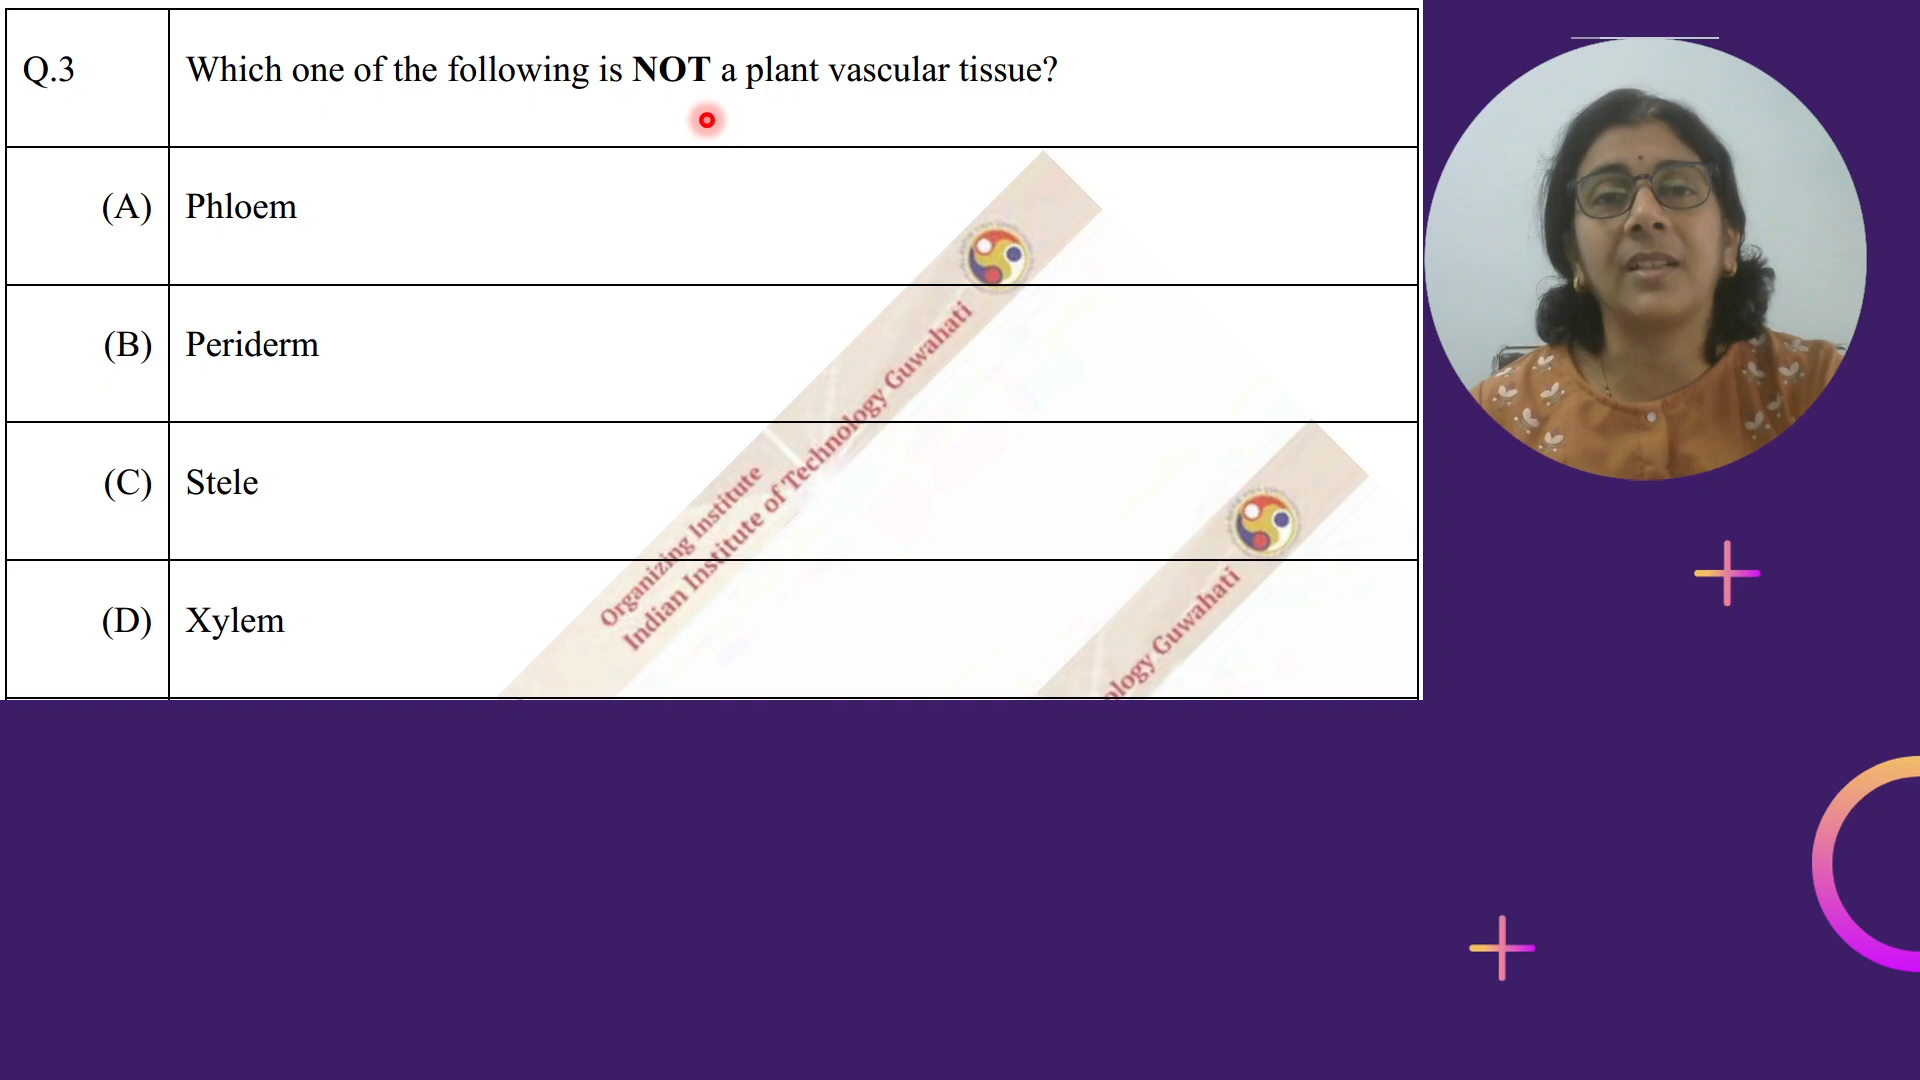 Q.3 Which one of the following is NOT a plant vascular tissue?
(A) Phloem
(B) Periderm
(C) Stele
(D) Xylem
Organizing Institute
Indian Institute of Technology Guwahati
ology Guwahati